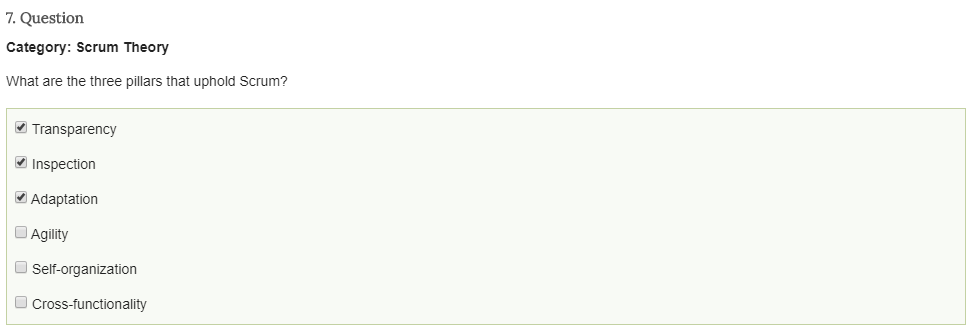 7. Question
Category: Scrum Theory
What are the three pillars that uphold Scrum?
Transparency
Inspection
Adaptation
Agility
Self-organization
Cross-functionality